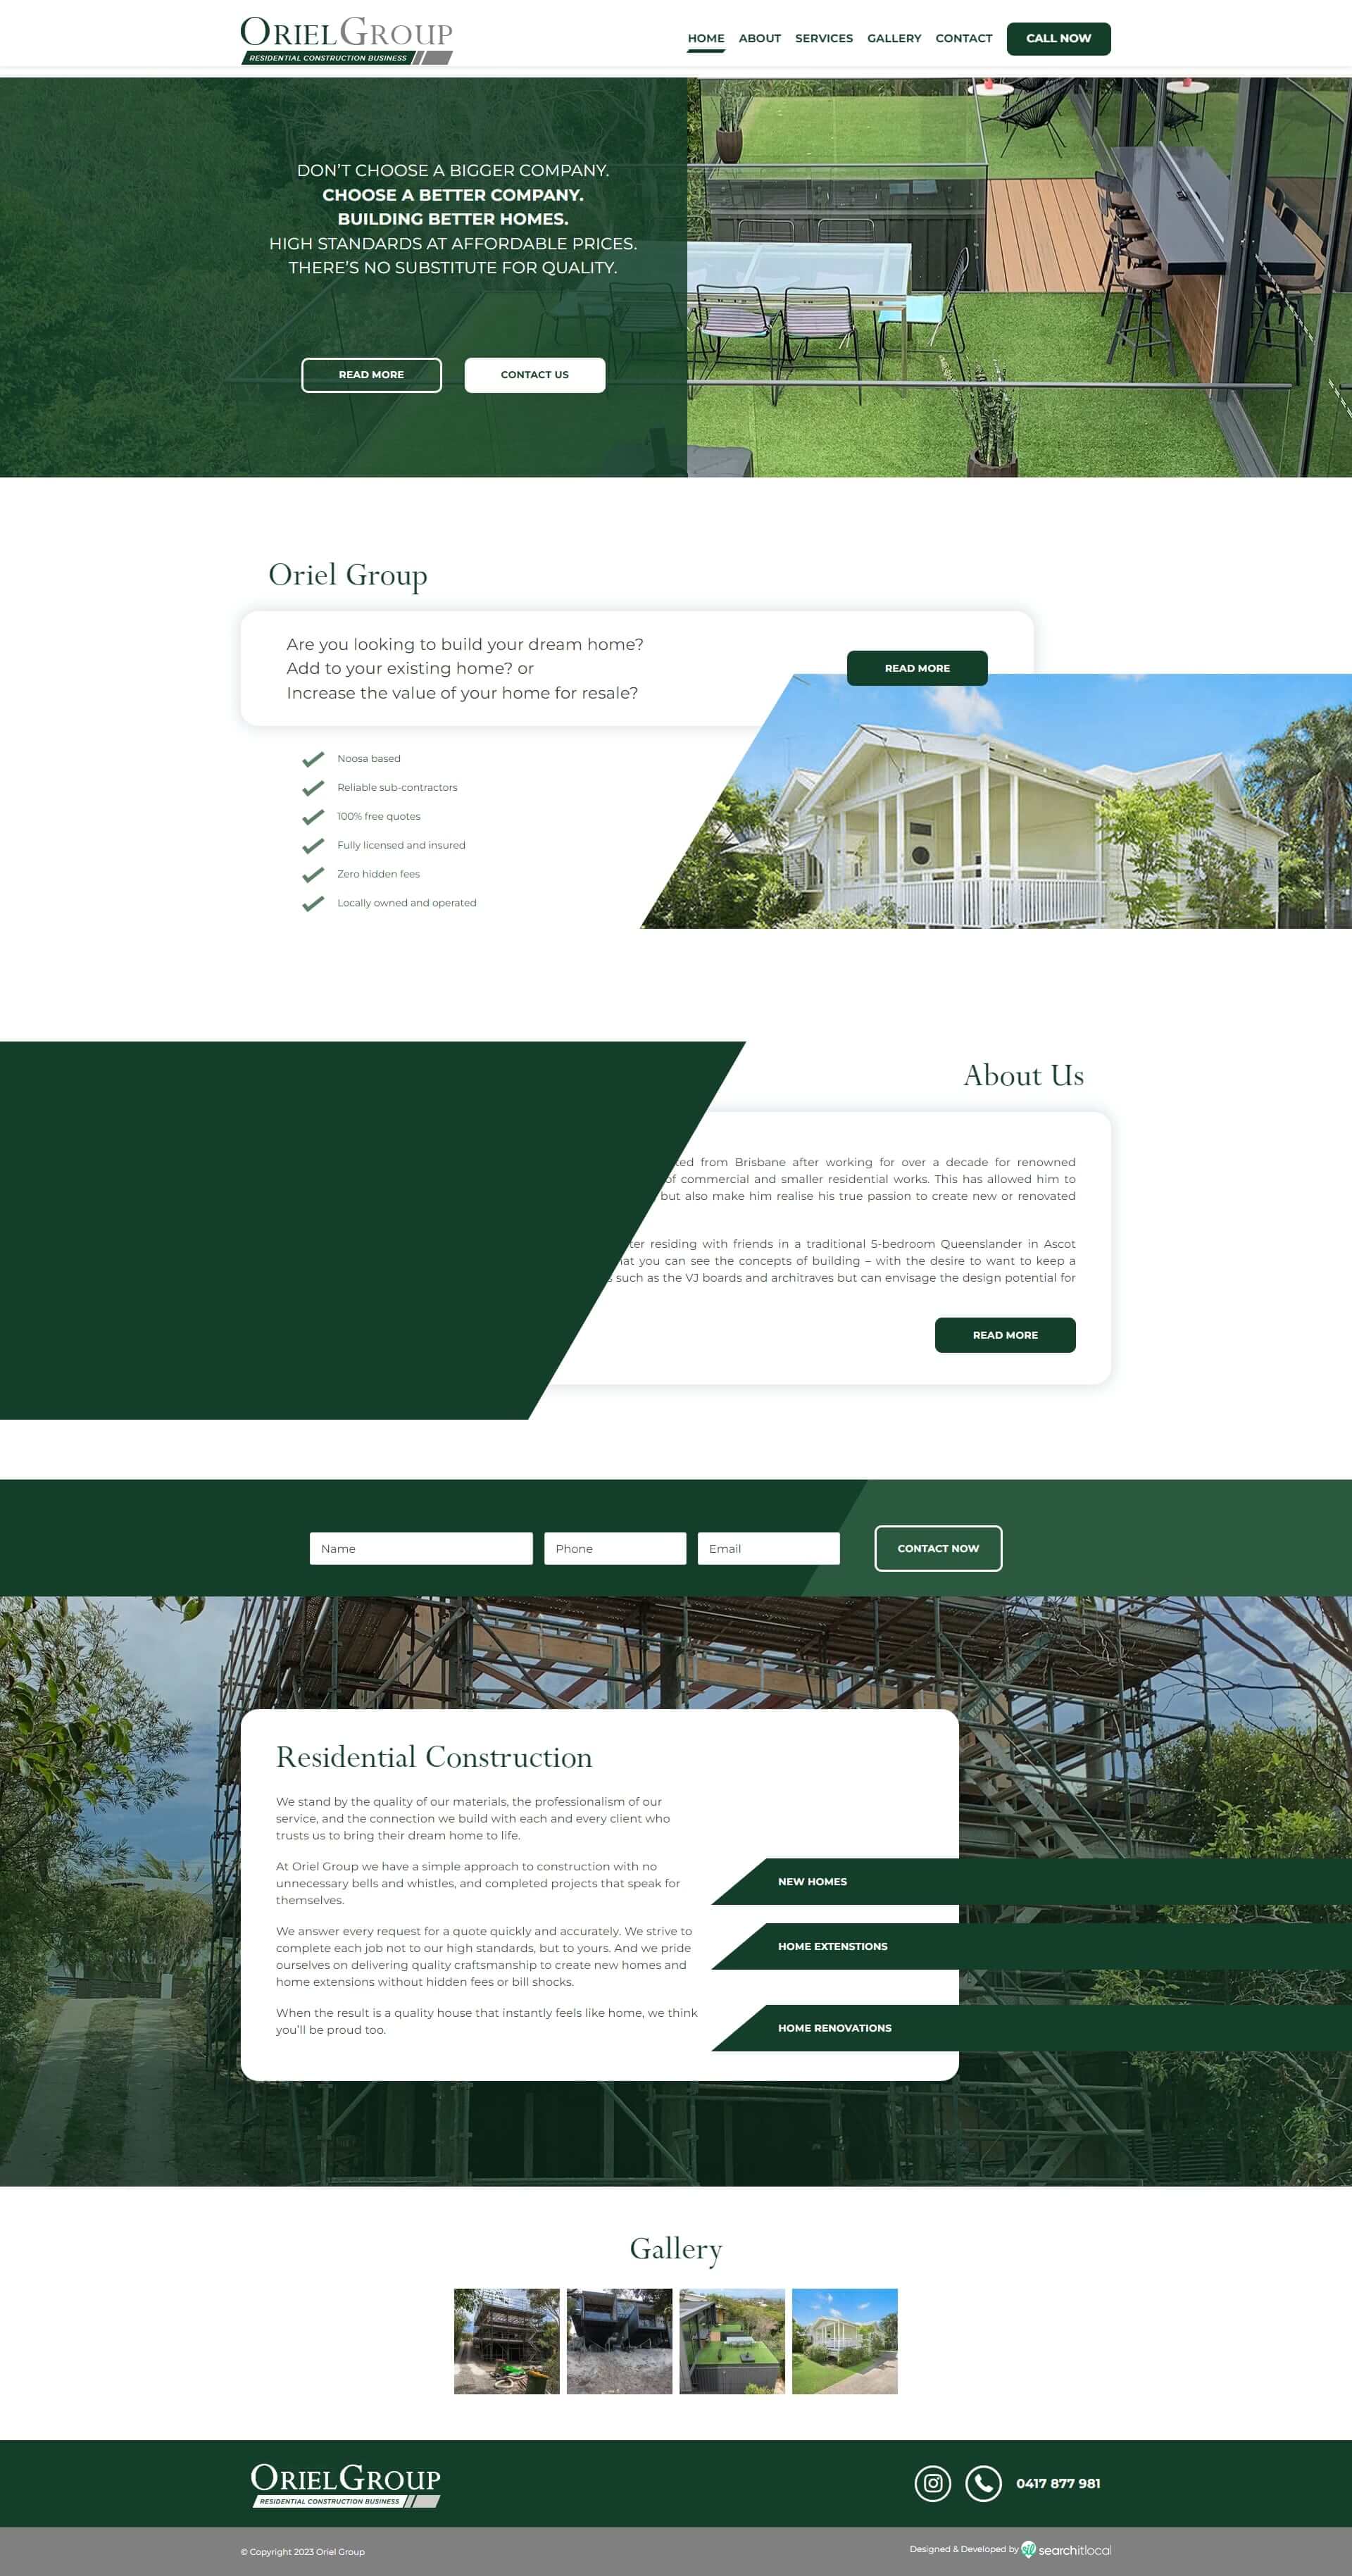 ORIELGROUP
RESIDENTIAL CONSTRUCTION BUSINESS
HOME ABOUT SERVICES GALLERY CONTACT CALL NOW
DON'T CHOOSE A BIGGER COMPANY.
CHOOSE A BETTER COMPANY.
BUILDING BETTER HOMES.
HIGH STANDARDS AT AFFORDABLE PRICES.
THERE'S NO SUBSTITUTE FOR QUALITY.
READ MORE CONTACT US
Oriel Group
Are you looking to build your dream home?
Add to your existing home? or
Increase the value of your home for resale?
READ MORE
Noosa based
Reliable sub-contractors
100% free quotes
Fully licensed and insured
Zero hidden fees
Locally owned and operated
About Us
from Brisbane after working for over a decade for renowned
of commercial and smaller residential works. This has allowed him to
but also make him realise his true passion to create new or renovated
residing with friends in a traditional 5-bedroom Queenslander in Ascot
you can see the concepts of building – with the desire to want to keep a
such as the VJ boards and architraves but can envisage the design potential for
READ MORE
Name Phone Email CONTACT NOW
Residential Construction
We stand by the quality of our materials, the professionalism of our
service, and the connection we build with each and every client who
trusts us to bring their dream home to life.
At Oriel Group we have a simple approach to construction with no
unnecessary bells and whistles, and completed projects that speak for
themselves.
We answer every request for a quote quickly and accurately. We strive to
complete each job not to our high standards, but to yours. And we pride
ourselves on delivering quality craftsmanship to create new homes and
home extensions without hidden fees or bill shocks.
When the result is a quality house that instantly feels like home, we think
you'll be proud too.
NEW HOMES
HOME EXTENSTIONS
HOME RENOVATIONS
Gallery
ORIELGROUP
RESIDENTIAL CONSTRUCTION BUSINESS
0417 877 981
© Copyright 2023 Oriel Group
Designed & Developed by searchitlocal